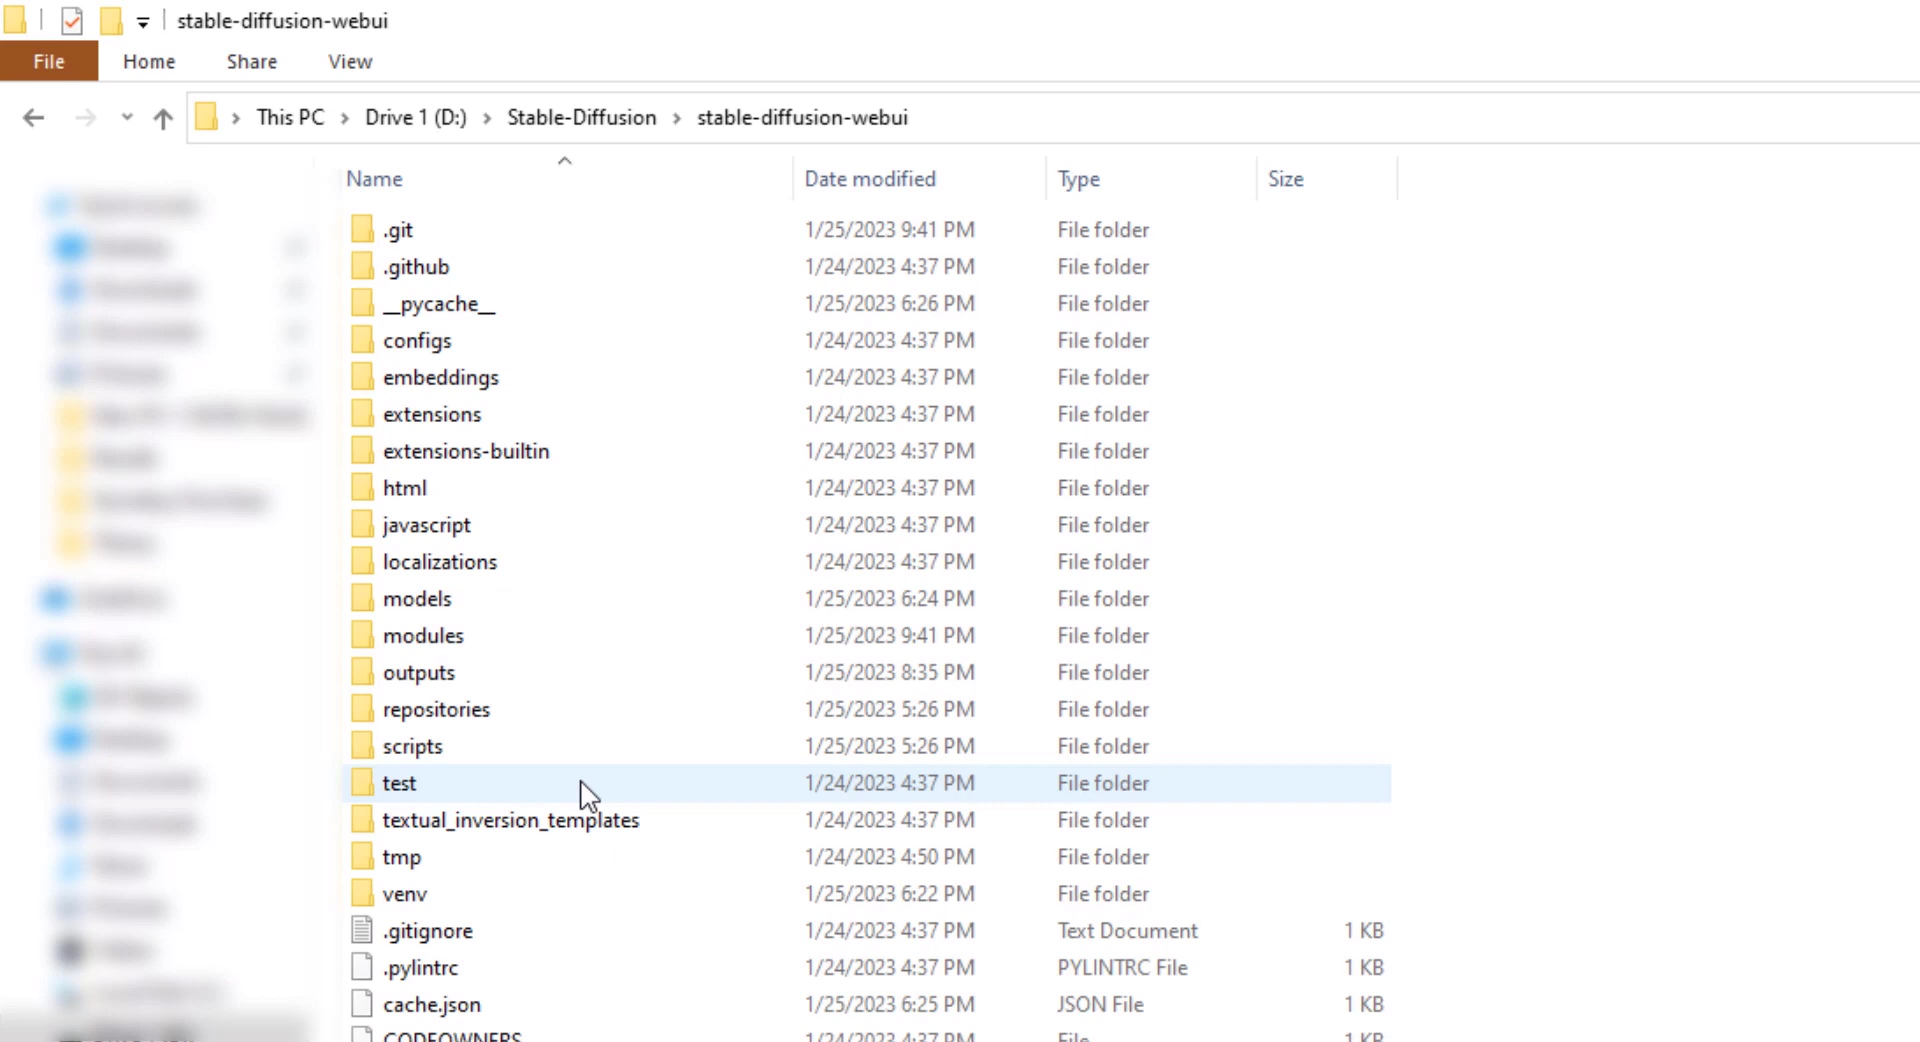 stable-diffusion-webui
File Home Share View
This PC > Drive 1 (D:) > Stable-Diffusion > stable-diffusion-webui
Name Date modified Type Size
.git 1/25/2023 9:41 PM File folder
.github 1/24/2023 4:37 PM File folder
__pycache__ 1/25/2023 6:26 PM File folder
configs 1/24/2023 4:37 PM File folder
embeddings 1/24/2023 4:37 PM File folder
extensions 1/24/2023 4:37 PM File folder
extensions-builtin 1/24/2023 4:37 PM File folder
html 1/24/2023 4:37 PM File folder
javascript 1/24/2023 4:37 PM File folder
localizations 1/24/2023 4:37 PM File folder
models 1/25/2023 6:24 PM File folder
modules 1/25/2023 9:41 PM File folder
outputs 1/25/2023 8:35 PM File folder
repositories 1/25/2023 5:26 PM File folder
scripts 1/25/2023 5:26 PM File folder
test 1/24/2023 4:37 PM File folder
textual_inversion_templates 1/24/2023 4:37 PM File folder
tmp 1/24/2023 4:50 PM File folder
venv 1/25/2023 6:22 PM File folder
.gitignore 1/24/2023 4:37 PM Text Document 1 KB
.pylintrc 1/24/2023 4:37 PM PYLINTRC File 1 KB
cache.json 1/25/2023 6:25 PM JSON File 1 KB
CODEOWNERS 1/24/2023 4:37 PM File 1 KB